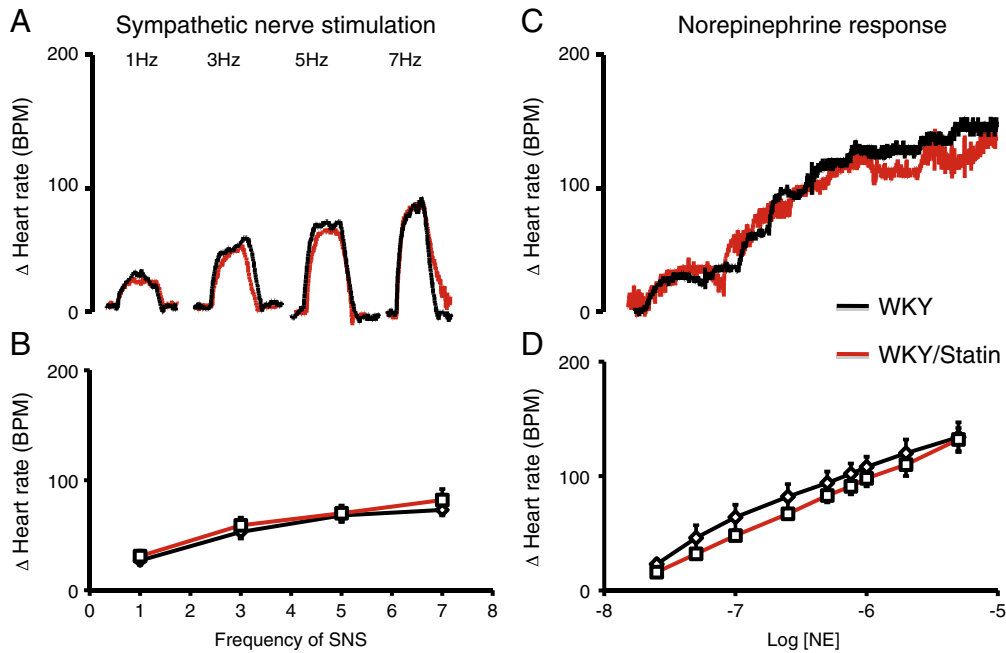 A
Sympathetic nerve stimulation
200
1Hz
3Hz
5Hz
7Hz
Δ Heart rate (BPM)
100
0
C
Norepinephrine response
200
Δ Heart rate (BPM)
100
0
WKY
WKY/Statin
B
200
Δ Heart rate (BPM)
100
0
0 1 2 3 4 5 6 7 8
Frequency of SNS
D
200
Δ Heart rate (BPM)
100
0
-8 -7 -6 -5
Log [NE]